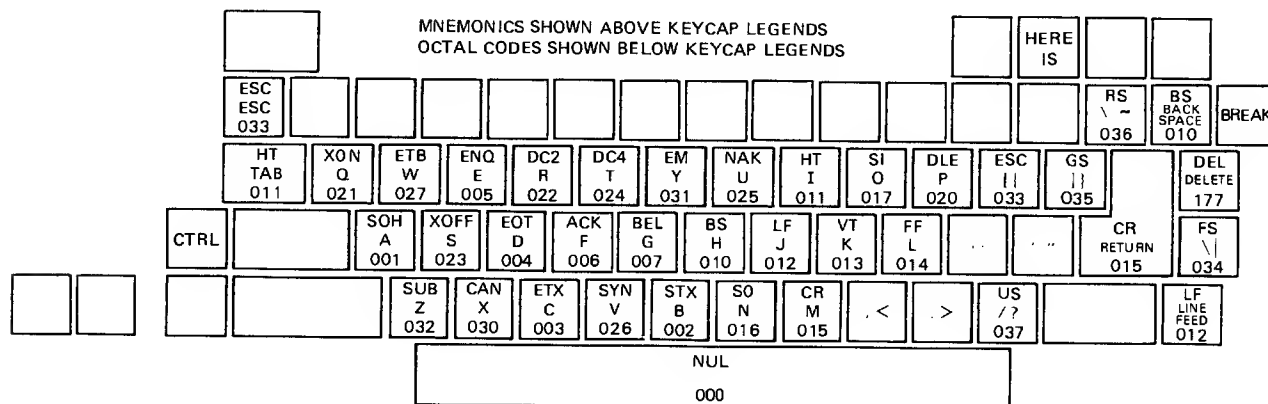 MNEMONICS SHOWN ABOVE KEYCAP LEGENDS
OCTAL CODES SHOWN BELOW KEYCAP LEGENDS
HERE
IS
ESC
ESC
033
RS
\ ~
036
BS
BACK
SPACE
010
BREAK
HT
TAB
011
XON
Q
021
ETB
W
027
ENQ
E
005
DC2
R
022
DC4
T
024
EM
Y
031
NAK
U
025
HT
I
011
SI
O
017
DLE
P
020
ESC
033
GS
]}
035
DEL
DELETE
177
CTRL
SOH
A
001
XOFF
S
023
EOT
D
004
ACK
F
006
BEL
G
007
BS
H
010
LF
J
012
VT
K
013
FF
L
014
CR
RETURN
015
FS
\|
034
SUB
Z
032
CAN
X
030
ETX
C
003
SYN
V
026
STX
B
002
SO
N
016
CR
M
015
, <
. >
US
/ ?
037
LF
LINE
FEED
012
NUL
000